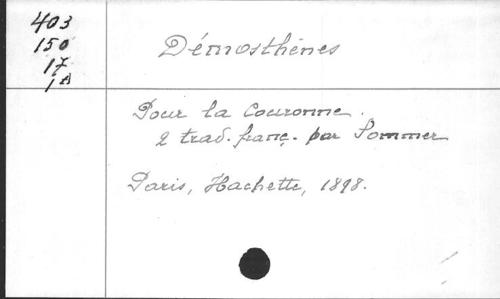 403
150
17
1A
Démosthènes
Pour la Couronne.
2 trad. franç. par Sommer
Paris, Hachette, 1898.